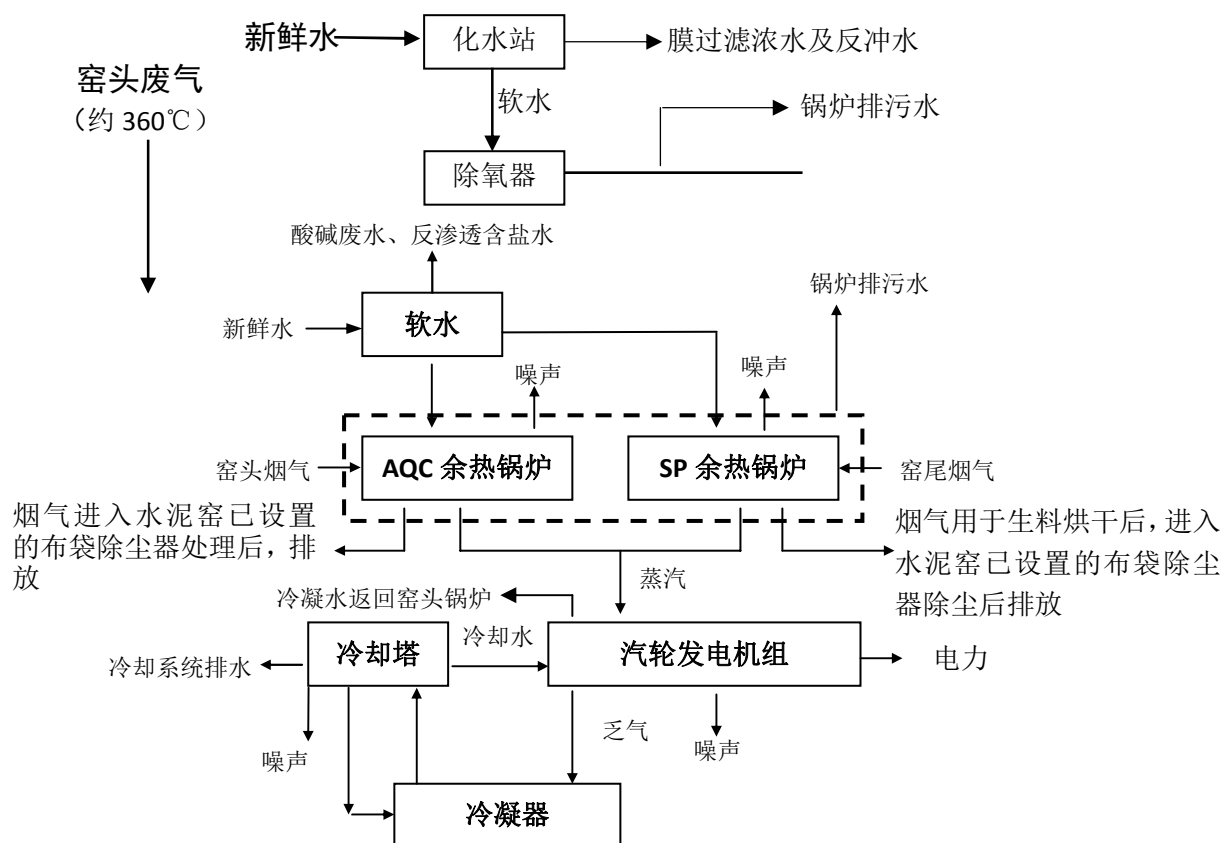 新鲜水
化水站
膜过滤浓水及反冲水
窑头废气
（约 360℃）
软水
锅炉排污水
除氧器
酸碱废水、反渗透含盐水
锅炉排污水
新鲜水
软水
噪声
噪声
窑头烟气
AQC 余热锅炉
SP 余热锅炉
窑尾烟气
烟气进入水泥窑已设置
的布袋除尘器处理后，排
放
烟气用于生料烘干后，进入
水泥窑已设置的布袋除尘
器除尘后排放
蒸汽
冷凝水返回窑头锅炉
冷却系统排水
冷却塔
冷却水
汽轮发电机组
电力
噪声
乏气
噪声
冷凝器